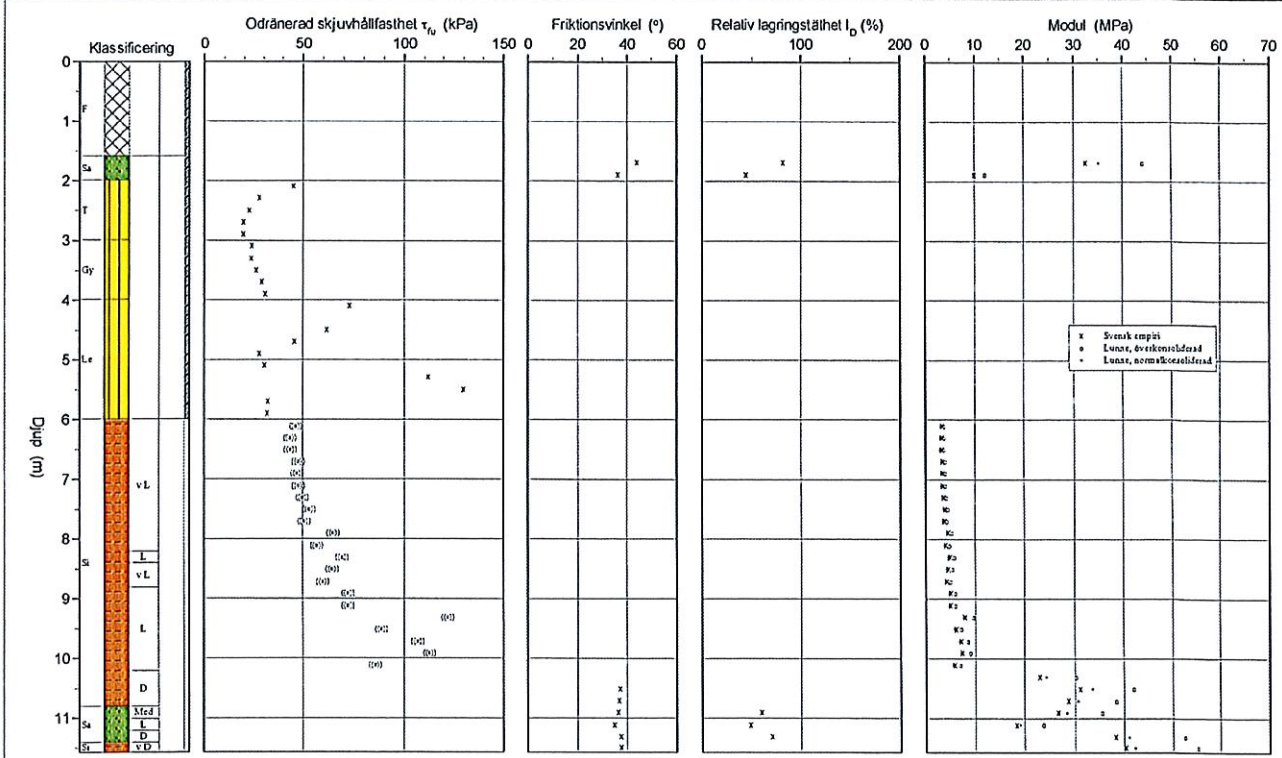 Klassificering
Odränerad skjuvhållfasthet τfu (kPa)
Friktionsvinkel (°)
Relativ lagringstälhet ID (%)
Modul (MPa)
0 50 100 150
0 20 40 60
0 100 200
0 10 20 30 40 50 60 70
Djup (m)
0
1
2
3
4
5
6
7
8
9
10
11
F
Sa
T
Gy
Le
Si
Sa
vL
L
vL
L
D
Med
L
D
vD
x Svensk empiri
o Lunne, överkonsoliderad
Lunne, normalkonsoliderad